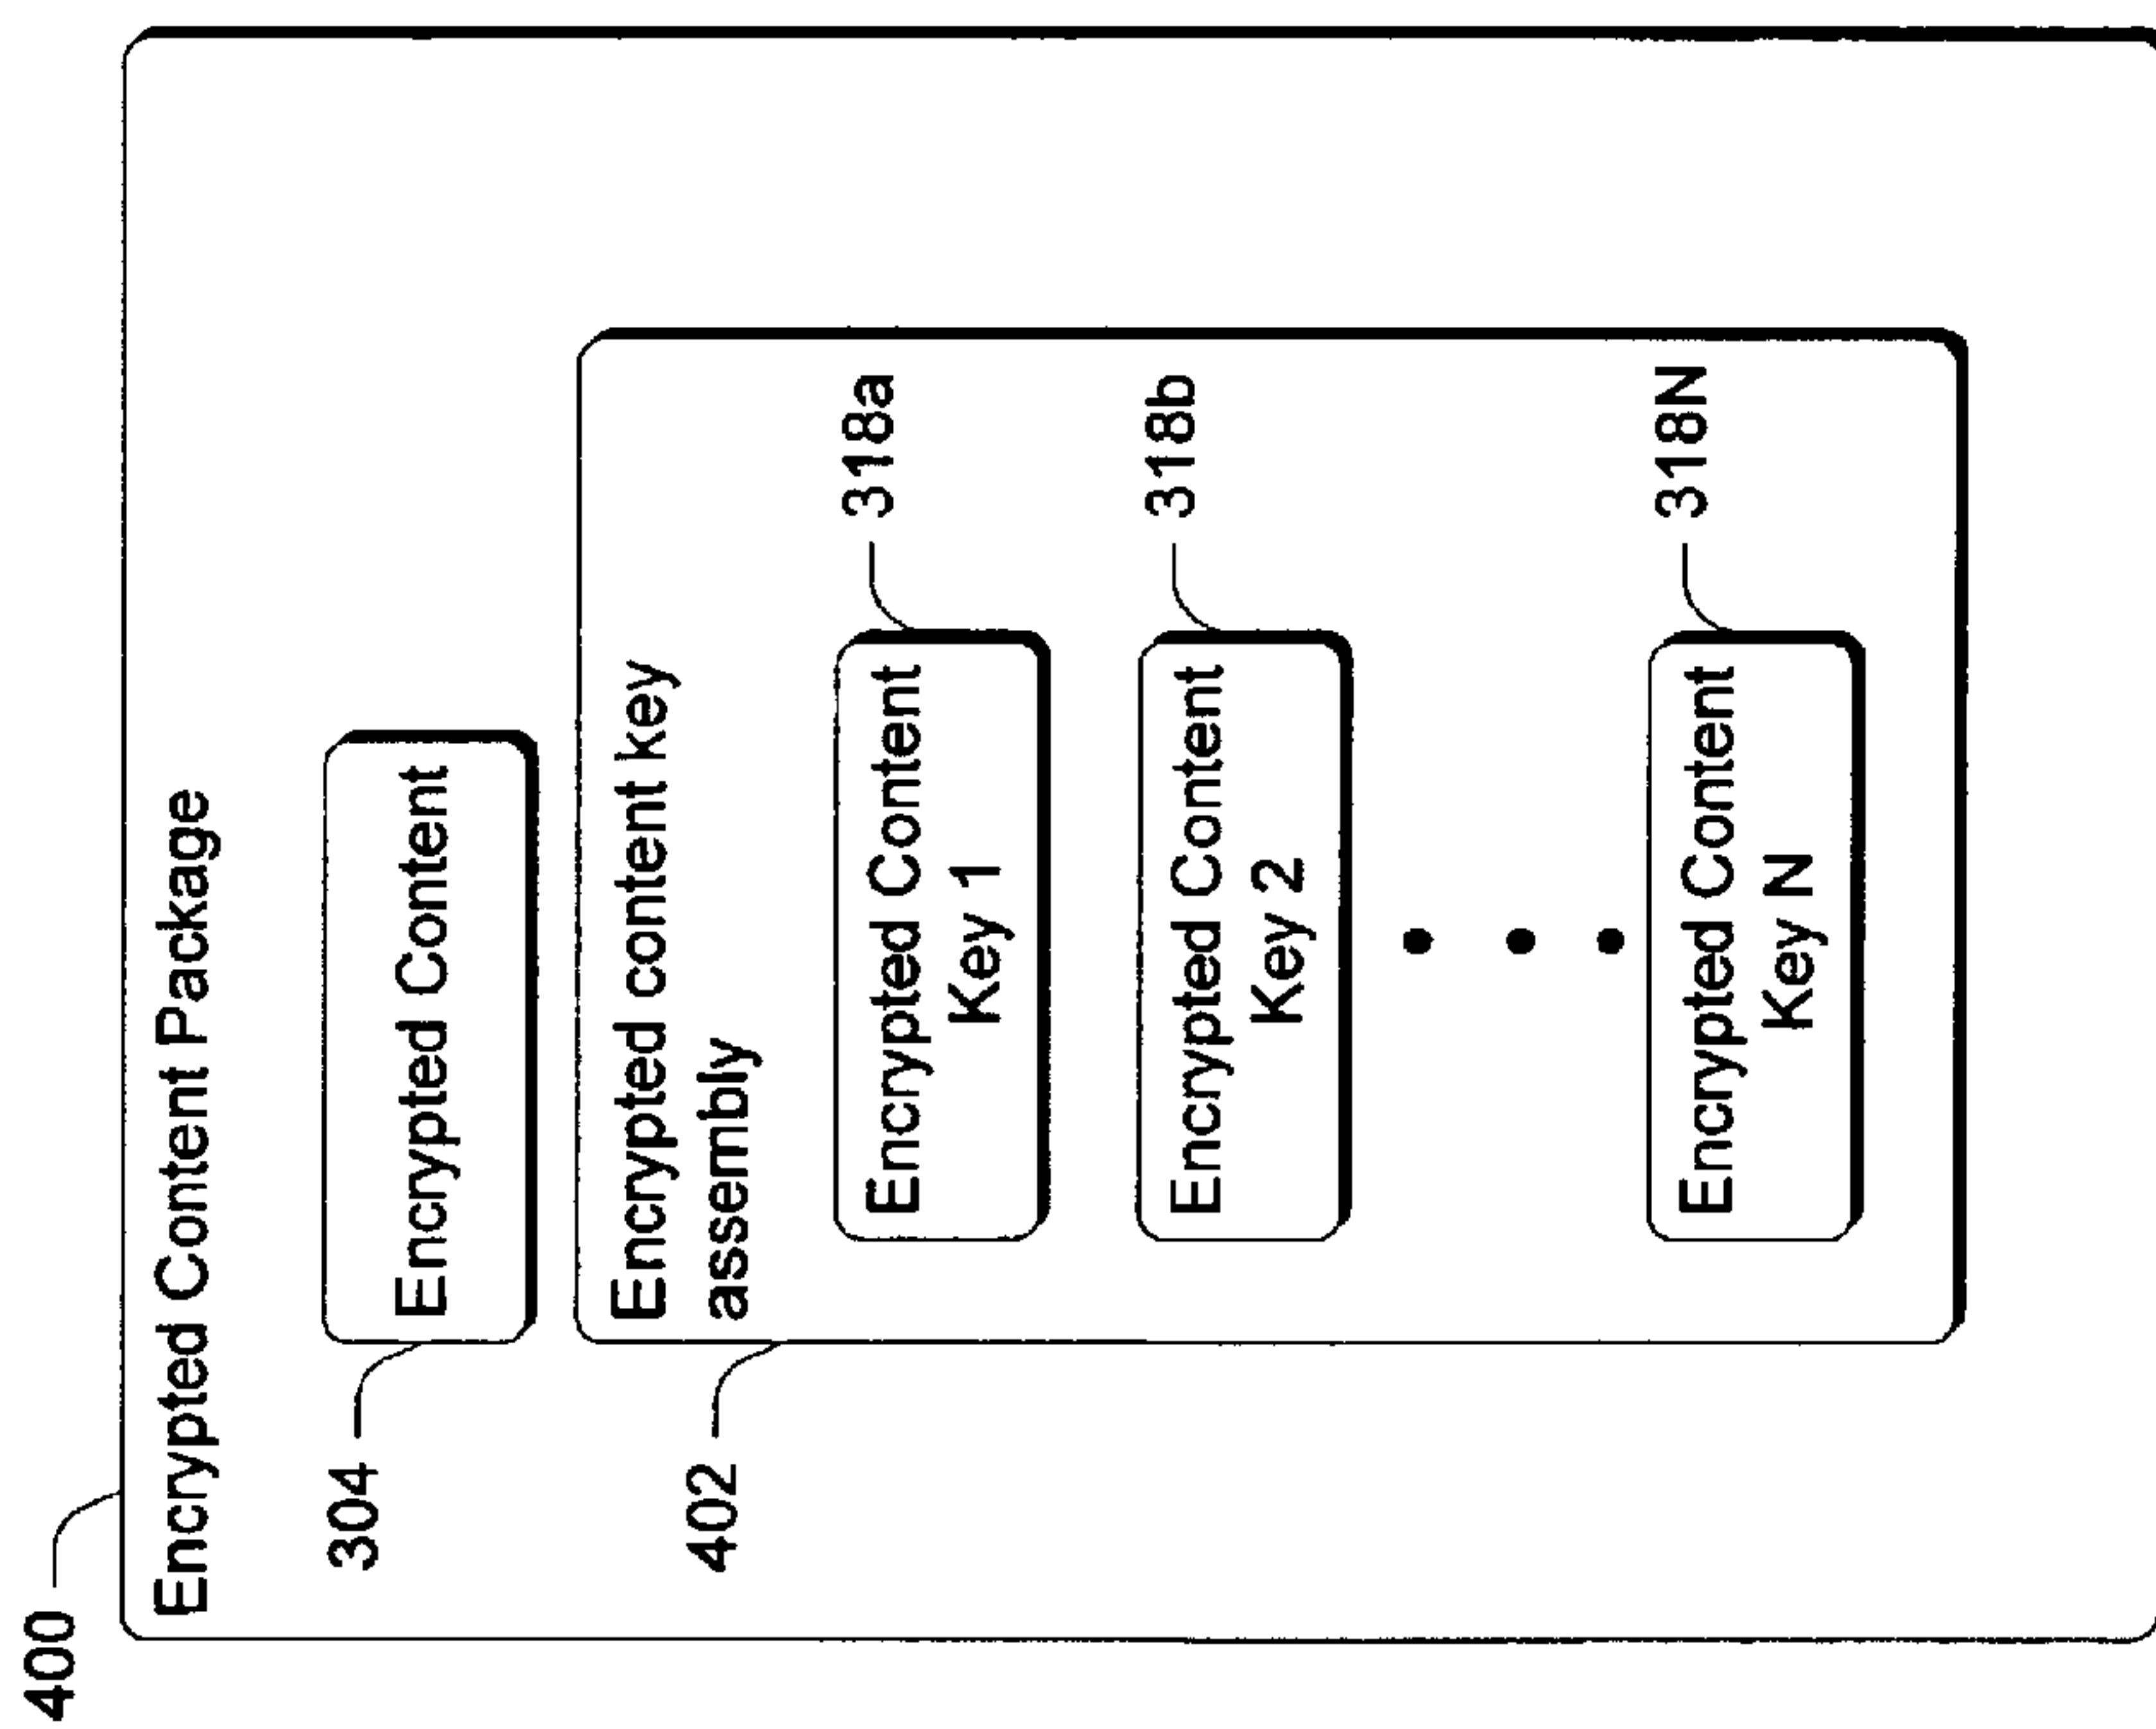 400
Encrypted Content Package
304
Encrypted Content
402
Encrypted content key
assembly
Encrypted Content
Key 1
318a
Encrypted Content
Key 2
318b
Encrypted Content
Key N
318N